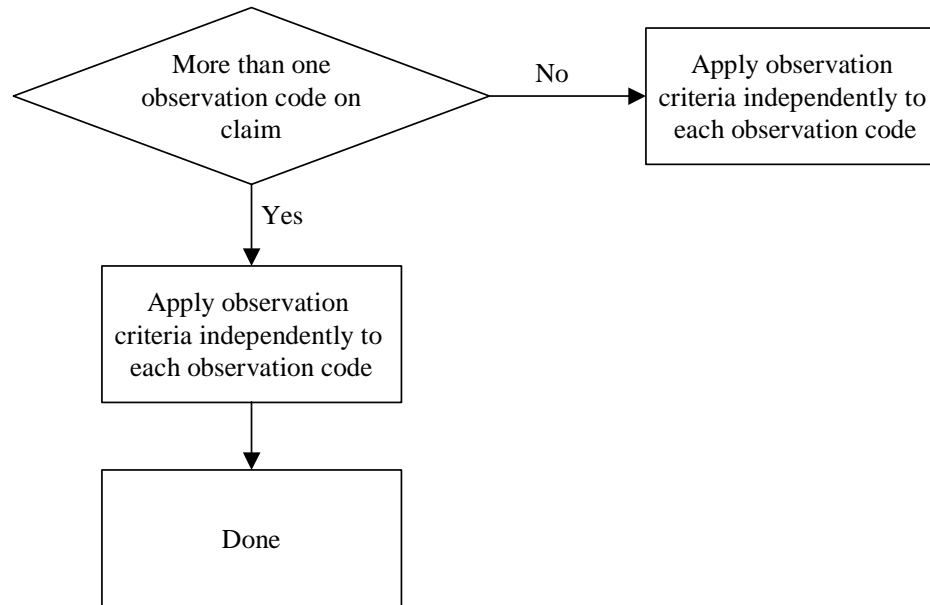 More than one
observation code on
claim
No
Apply observation
criteria independently to
each observation code
Yes
Apply observation
criteria independently to
each observation code
Done